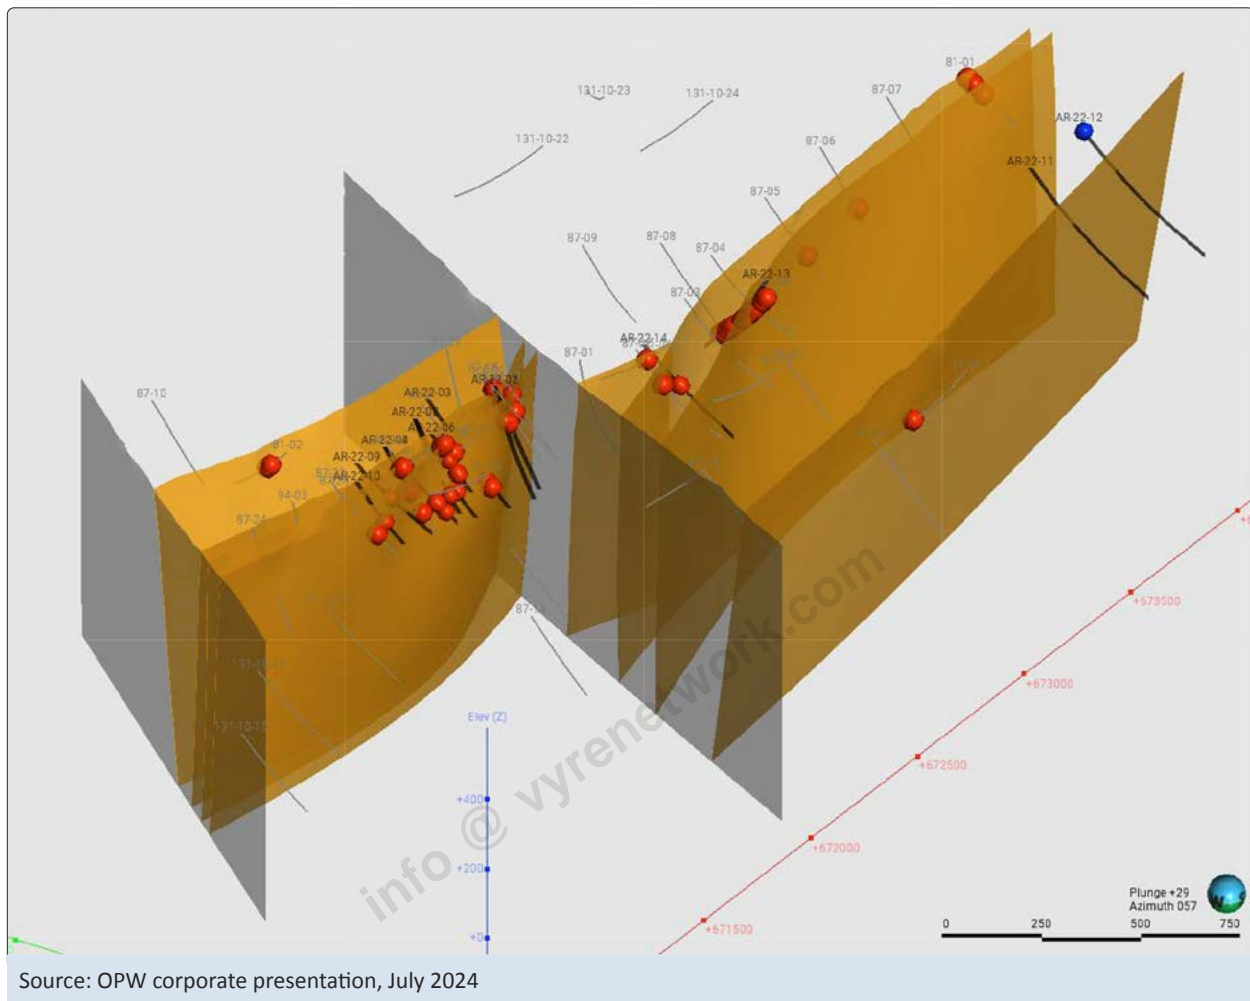 81-01
131-10-23
131-10-24
87-07
AR-22-12
131-10-22
87-06
AR-22-11
87-05
87-09
87-08
87-04
AR-22-13
87-03
AR-22-14
87-01
87-10
AR-22-03
AR-22-06
81-02
AR-22-09
AR-22-10
94-03
87-24
Elev (Z)
+400
+200
+0
+673500
+673000
+672500
+672000
+671500
Plunge +29
Azimuth 057
0 250 500 750
info @ vyrenetwork.com
Source: OPW corporate presentation, July 2024